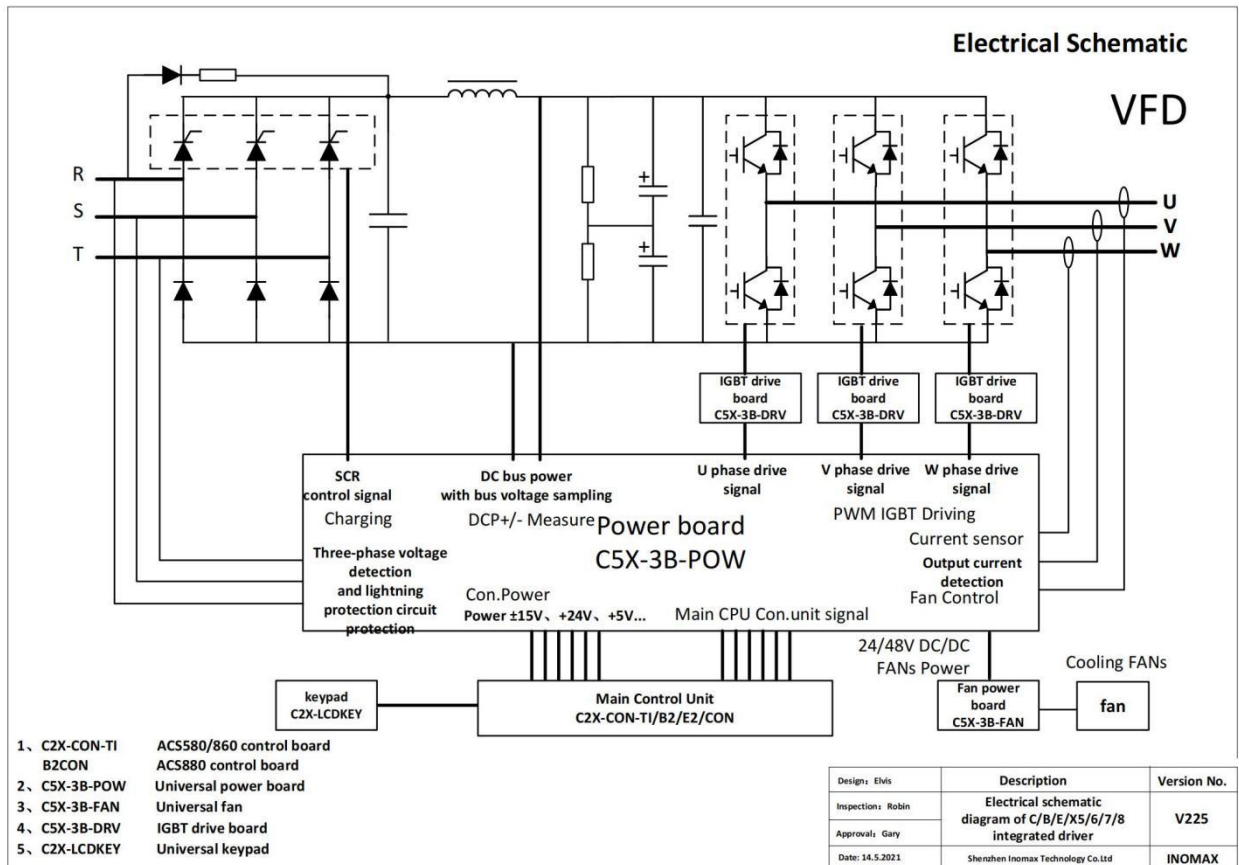 Electrical Schematic
VFD
R
S
T
U
V
W
+
+
IGBT drive
board
C5X-3B-DRV
IGBT drive
board
C5X-3B-DRV
IGBT drive
board
C5X-3B-DRV
SCR
control signal
Charging
DC bus power
with bus voltage sampling
DCP+/- Measure
U phase drive
signal
V phase drive
signal
W phase drive
signal
PWM IGBT Driving
Power board
C5X-3B-POW
Current sensor
Output current
detection
Fan Control
Three-phase voltage
detection
and lightning
protection circuit
protection
Con.Power
Power ±15V、+24V、+5V...
Main CPU Con.unit signal
24/48V DC/DC
FANs Power
Cooling FANs
keypad
C2X-LCDKEY
Main Control Unit
C2X-CON-TI/B2/E2/CON
Fan power
board
C5X-3B-FAN
fan
1、 C2X-CON-TI ACS580/860 control board
B2CON ACS880 control board
2、 C5X-3B-POW Universal power board
3、 C5X-3B-FAN Universal fan
4、 C5X-3B-DRV IGBT drive board
5、 C2X-LCDKEY Universal keypad
Design: Elvis
Description
Version No.
Inspection: Robin
Electrical schematic
diagram of C/B/E/X5/6/7/8
integrated driver
V225
Approval: Gary
Date: 14.5.2021
Shenzhen Inomax Technology Co.Ltd
INOMAX